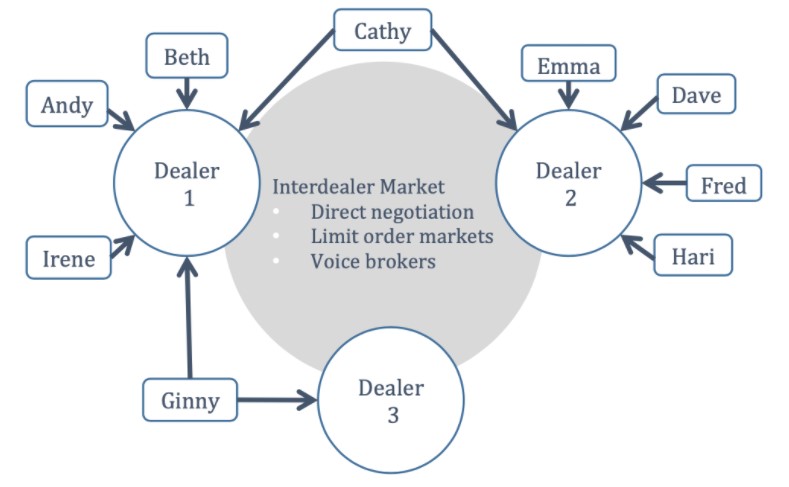 Cathy
Beth
Emma
Andy
Dave
Dealer
1
Interdealer Market
• Direct negotiation
• Limit order markets
• Voice brokers
Dealer
2
Fred
Irene
Hari
Ginny
Dealer
3